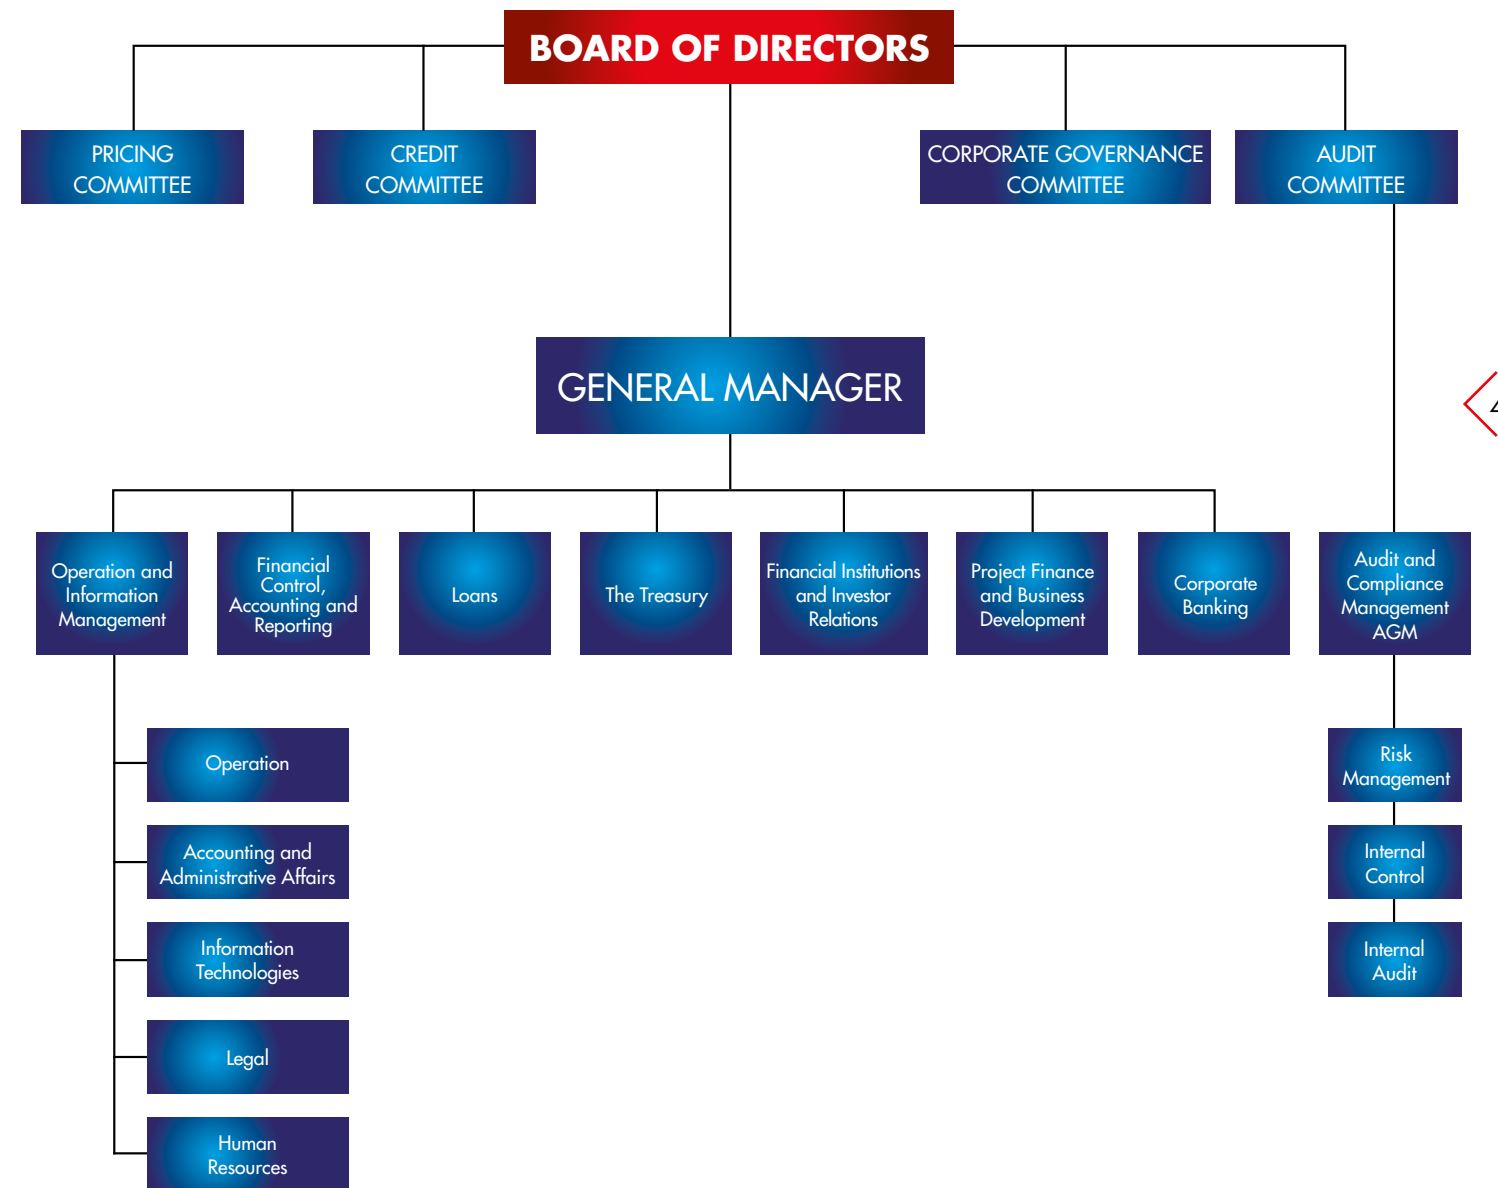 BOARD OF DIRECTORS
PRICING
COMMITTEE
CREDIT
COMMITTEE
CORPORATE GOVERNANCE
COMMITTEE
AUDIT
COMMITTEE
GENERAL MANAGER
Operation and
Information
Management
Financial
Control,
Accounting and
Reporting
Loans
The Treasury
Financial Institutions
and Investor
Relations
Project Finance
and Business
Development
Corporate
Banking
Audit and
Compliance
Management
AGM
Operation
Accounting and
Administrative Affairs
Information
Technologies
Legal
Human
Resources
Risk
Management
Internal
Control
Internal
Audit